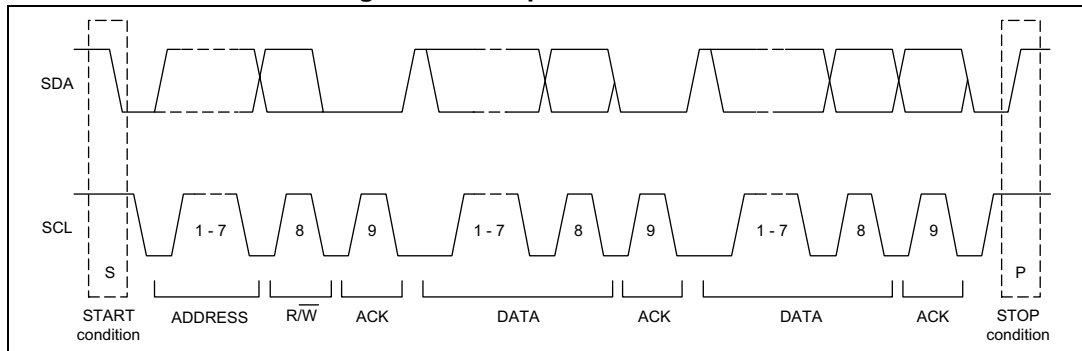 SDA
SCL
1 - 7 8 9 1 - 7 8 9 1 - 7 8 9
S P
START condition ADDRESS R/W̅ ACK DATA ACK DATA ACK STOP condition